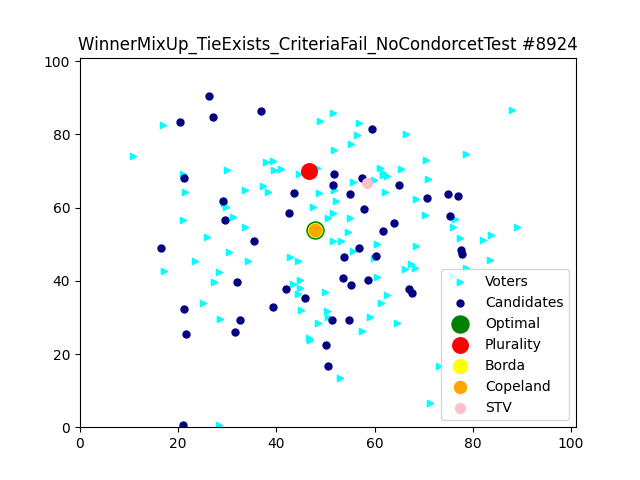 WinnerMixUp_TieExists_CriteriaFail_NoCondorcetTest #8924
100
80
60
40
20
0
0 20 40 60 80 100
Voters
Candidates
Optimal
Plurality
Borda
Copeland
STV